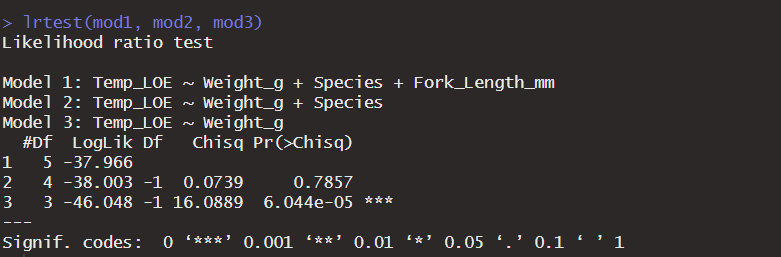 > lrtest(mod1, mod2, mod3)
Likelihood ratio test

Model 1: Temp_LOE ~ Weight_g + Species + Fork_Length_mm
Model 2: Temp_LOE ~ Weight_g + Species
Model 3: Temp_LOE ~ Weight_g
  #Df  LogLik Df   Chisq Pr(>Chisq)
1   5 -37.966
2   4 -38.003 -1  0.0739     0.7857
3   3 -46.048 -1 16.0889  6.044e-05 ***
---
Signif. codes:  0 ‘***’ 0.001 ‘**’ 0.01 ‘*’ 0.05 ‘.’ 0.1 ‘ ’ 1